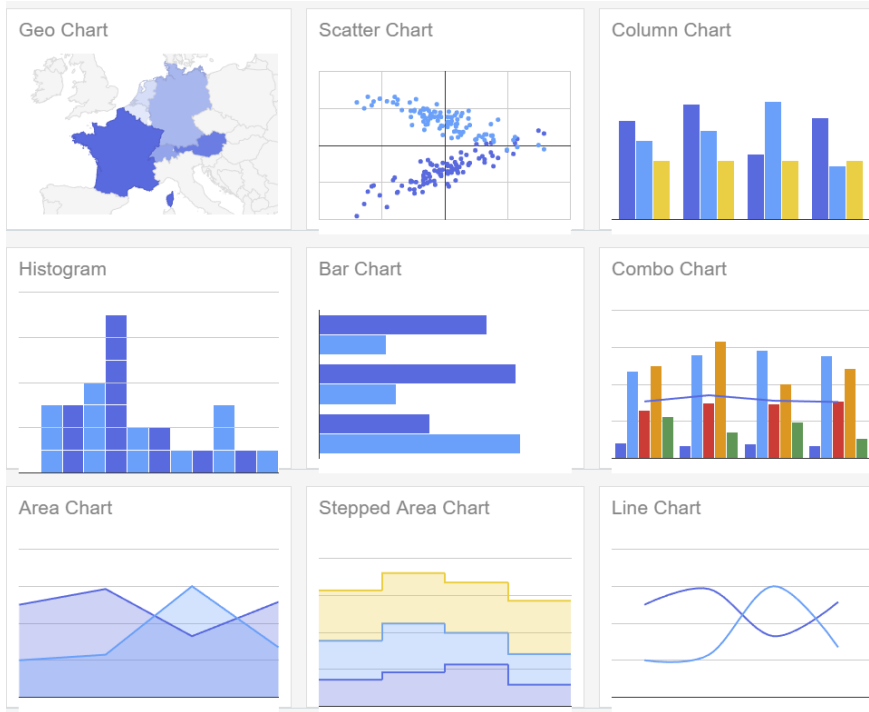 Geo Chart
Scatter Chart
Column Chart
Histogram
Bar Chart
Combo Chart
Area Chart
Stepped Area Chart
Line Chart